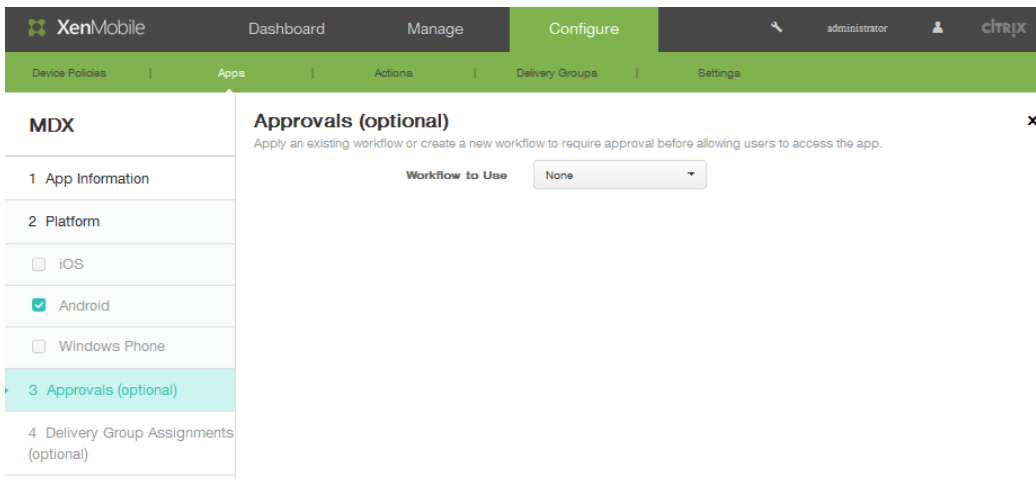 XenMobile Dashboard Manage Configure administrator CITRIX
Device Policies | Apps | Actions | Delivery Groups | Settings
MDX
1 App Information
2 Platform
iOS
Android
Windows Phone
3 Approvals (optional)
4 Delivery Group Assignments
(optional)
Approvals (optional) x
Apply an existing workflow or create a new workflow to require approval before allowing users to access the app.
Workflow to Use None